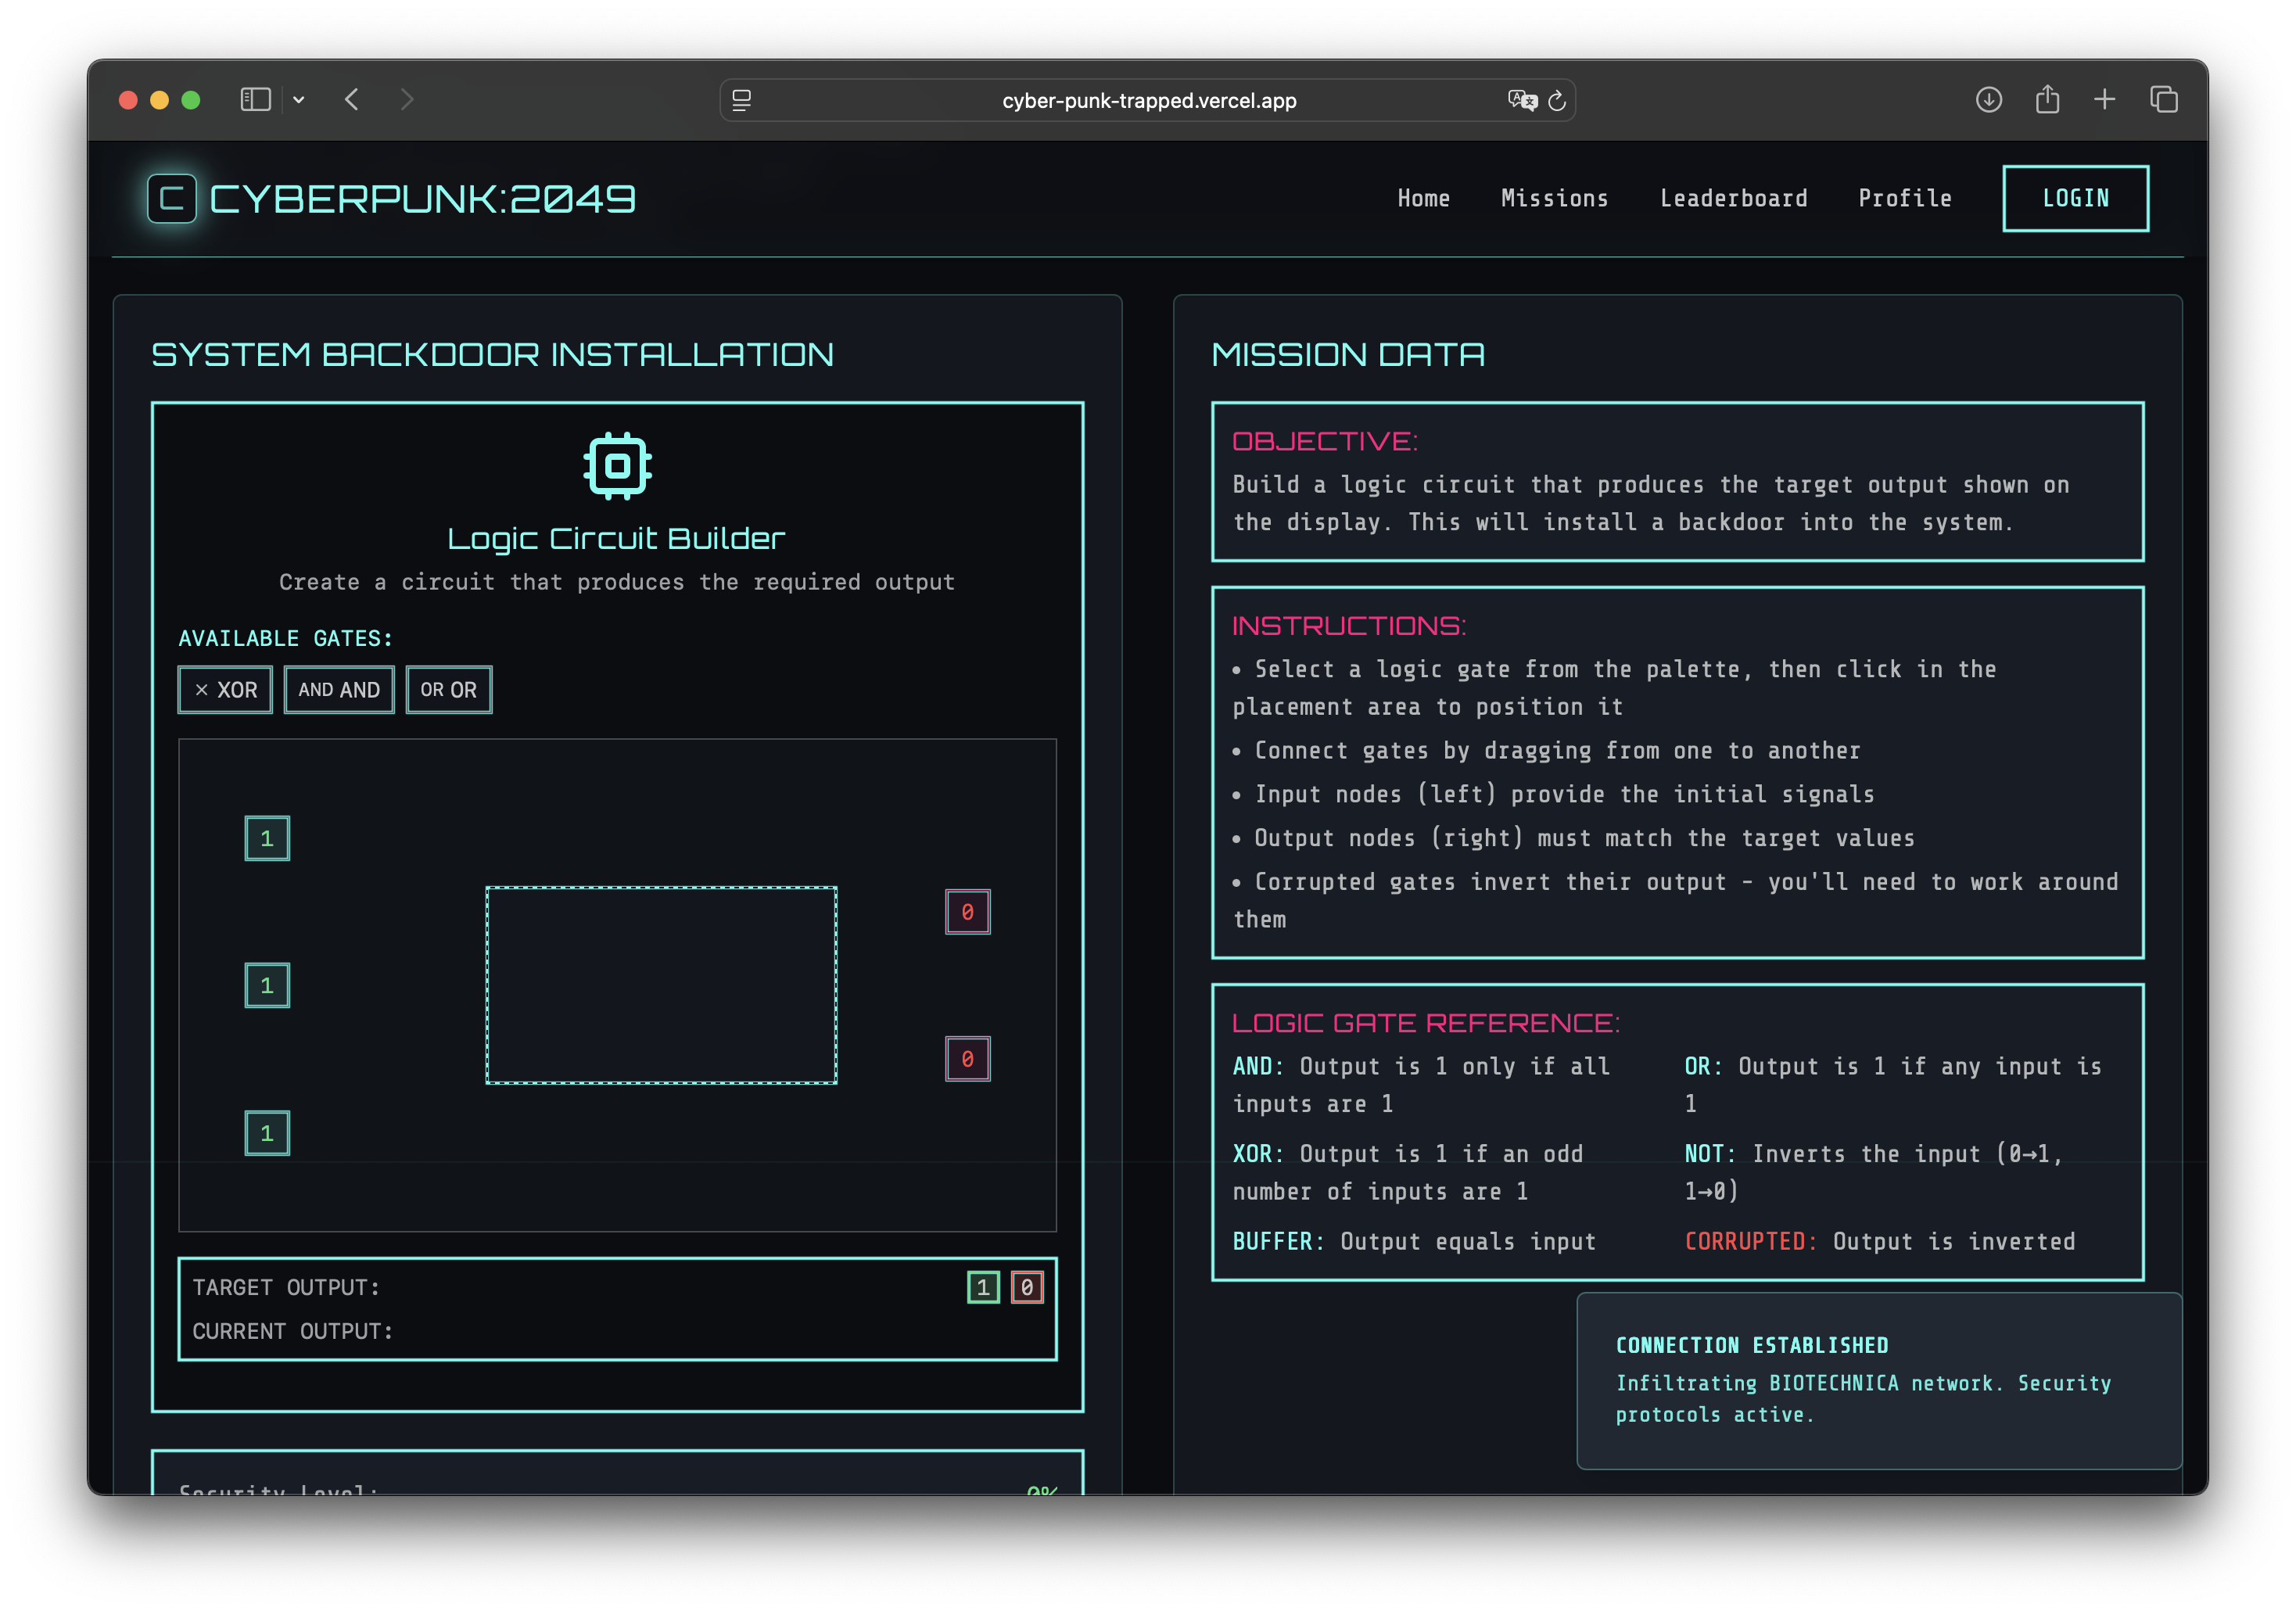 cyber-punk-trapped.vercel.app
C CYBERPUNK:2049
Home Missions Leaderboard Profile LOGIN
SYSTEM BACKDOOR INSTALLATION
Logic Circuit Builder
Create a circuit that produces the required output
AVAILABLE GATES:
× XOR AND AND OR OR
1
0
1
0
1
TARGET OUTPUT: 1 0
CURRENT OUTPUT:
Security Level: 0%
MISSION DATA
OBJECTIVE:
Build a logic circuit that produces the target output shown on
the display. This will install a backdoor into the system.
INSTRUCTIONS:
• Select a logic gate from the palette, then click in the
placement area to position it
• Connect gates by dragging from one to another
• Input nodes (left) provide the initial signals
• Output nodes (right) must match the target values
• Corrupted gates invert their output - you'll need to work around
them
LOGIC GATE REFERENCE:
AND: Output is 1 only if all
inputs are 1
OR: Output is 1 if any input is
1
XOR: Output is 1 if an odd
number of inputs are 1
NOT: Inverts the input (0→1,
1→0)
BUFFER: Output equals input
CORRUPTED: Output is inverted
CONNECTION ESTABLISHED
Infiltrating BIOTECHNICA network. Security
protocols active.